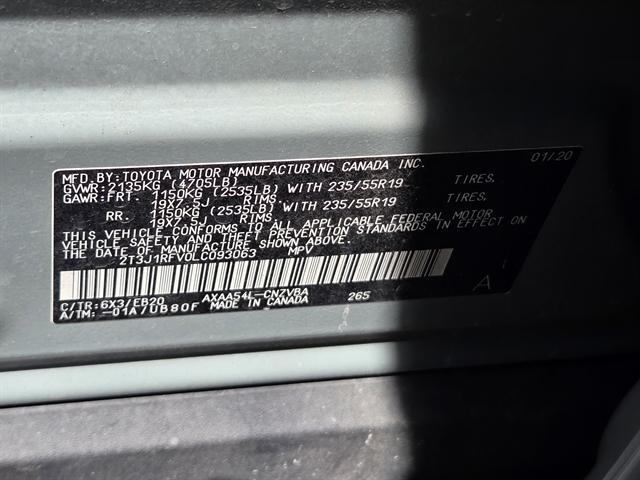 MFD.BY:TOYOTA MOTOR MANUFACTURING CANADA INC. 01/20
GVWR:2135KG (4705LB)
GAWR:FRT. 1150KG (2535LB) WITH 235/55R19 TIRES,
19X7.5J RIMS.
RR. 1150KG (2535LB) WITH 235/55R19 TIRES,
19X7.5J RIMS.
THIS VEHICLE CONFORMS TO ALL APPLICABLE FEDERAL MOTOR
VEHICLE SAFETY AND BUMPER STANDARDS IN EFFECT ON
THE DATE OF MANUFACTURE SHOWN ABOVE.
2T3J1RFV0LC093063 MPV
C/TR:6X3/EB20 AXAA54L-CNZVBA 265 A
A/TM:-01A/UB80F MADE IN CANADA